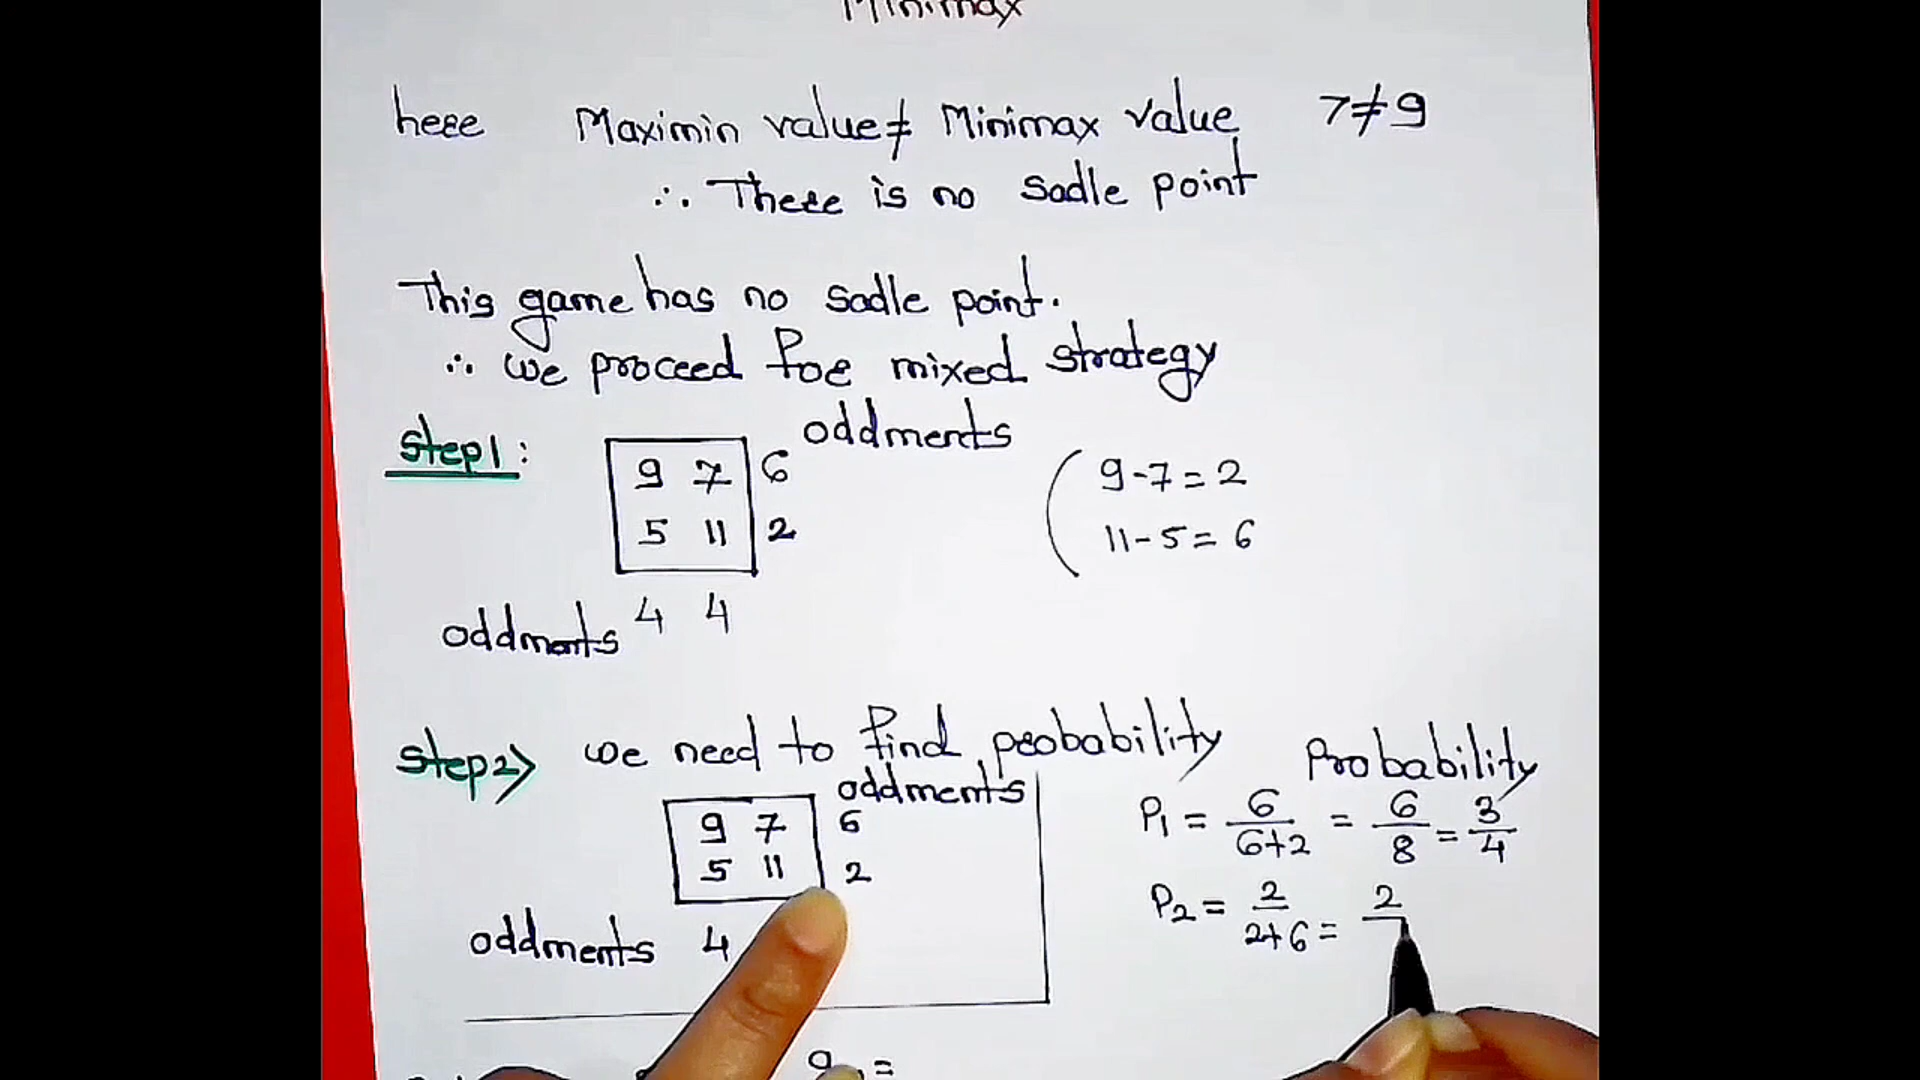 Minimax
here Maximin value ≠ Minimax value 7≠9
∴ There is no Sadle point
This game has no sadle point.
∴ we proceed for mixed strategy
Step1: oddments
9 7 6 9-7=2
5 11 2 11-5=6
oddments 4 4
Step2> we need to find probability Probability
oddments
9 7 6 P1 = 6/(6+2) = 6/8 = 3/4
5 11 2 P2 = 2/(2+6) = 2/
oddments 4